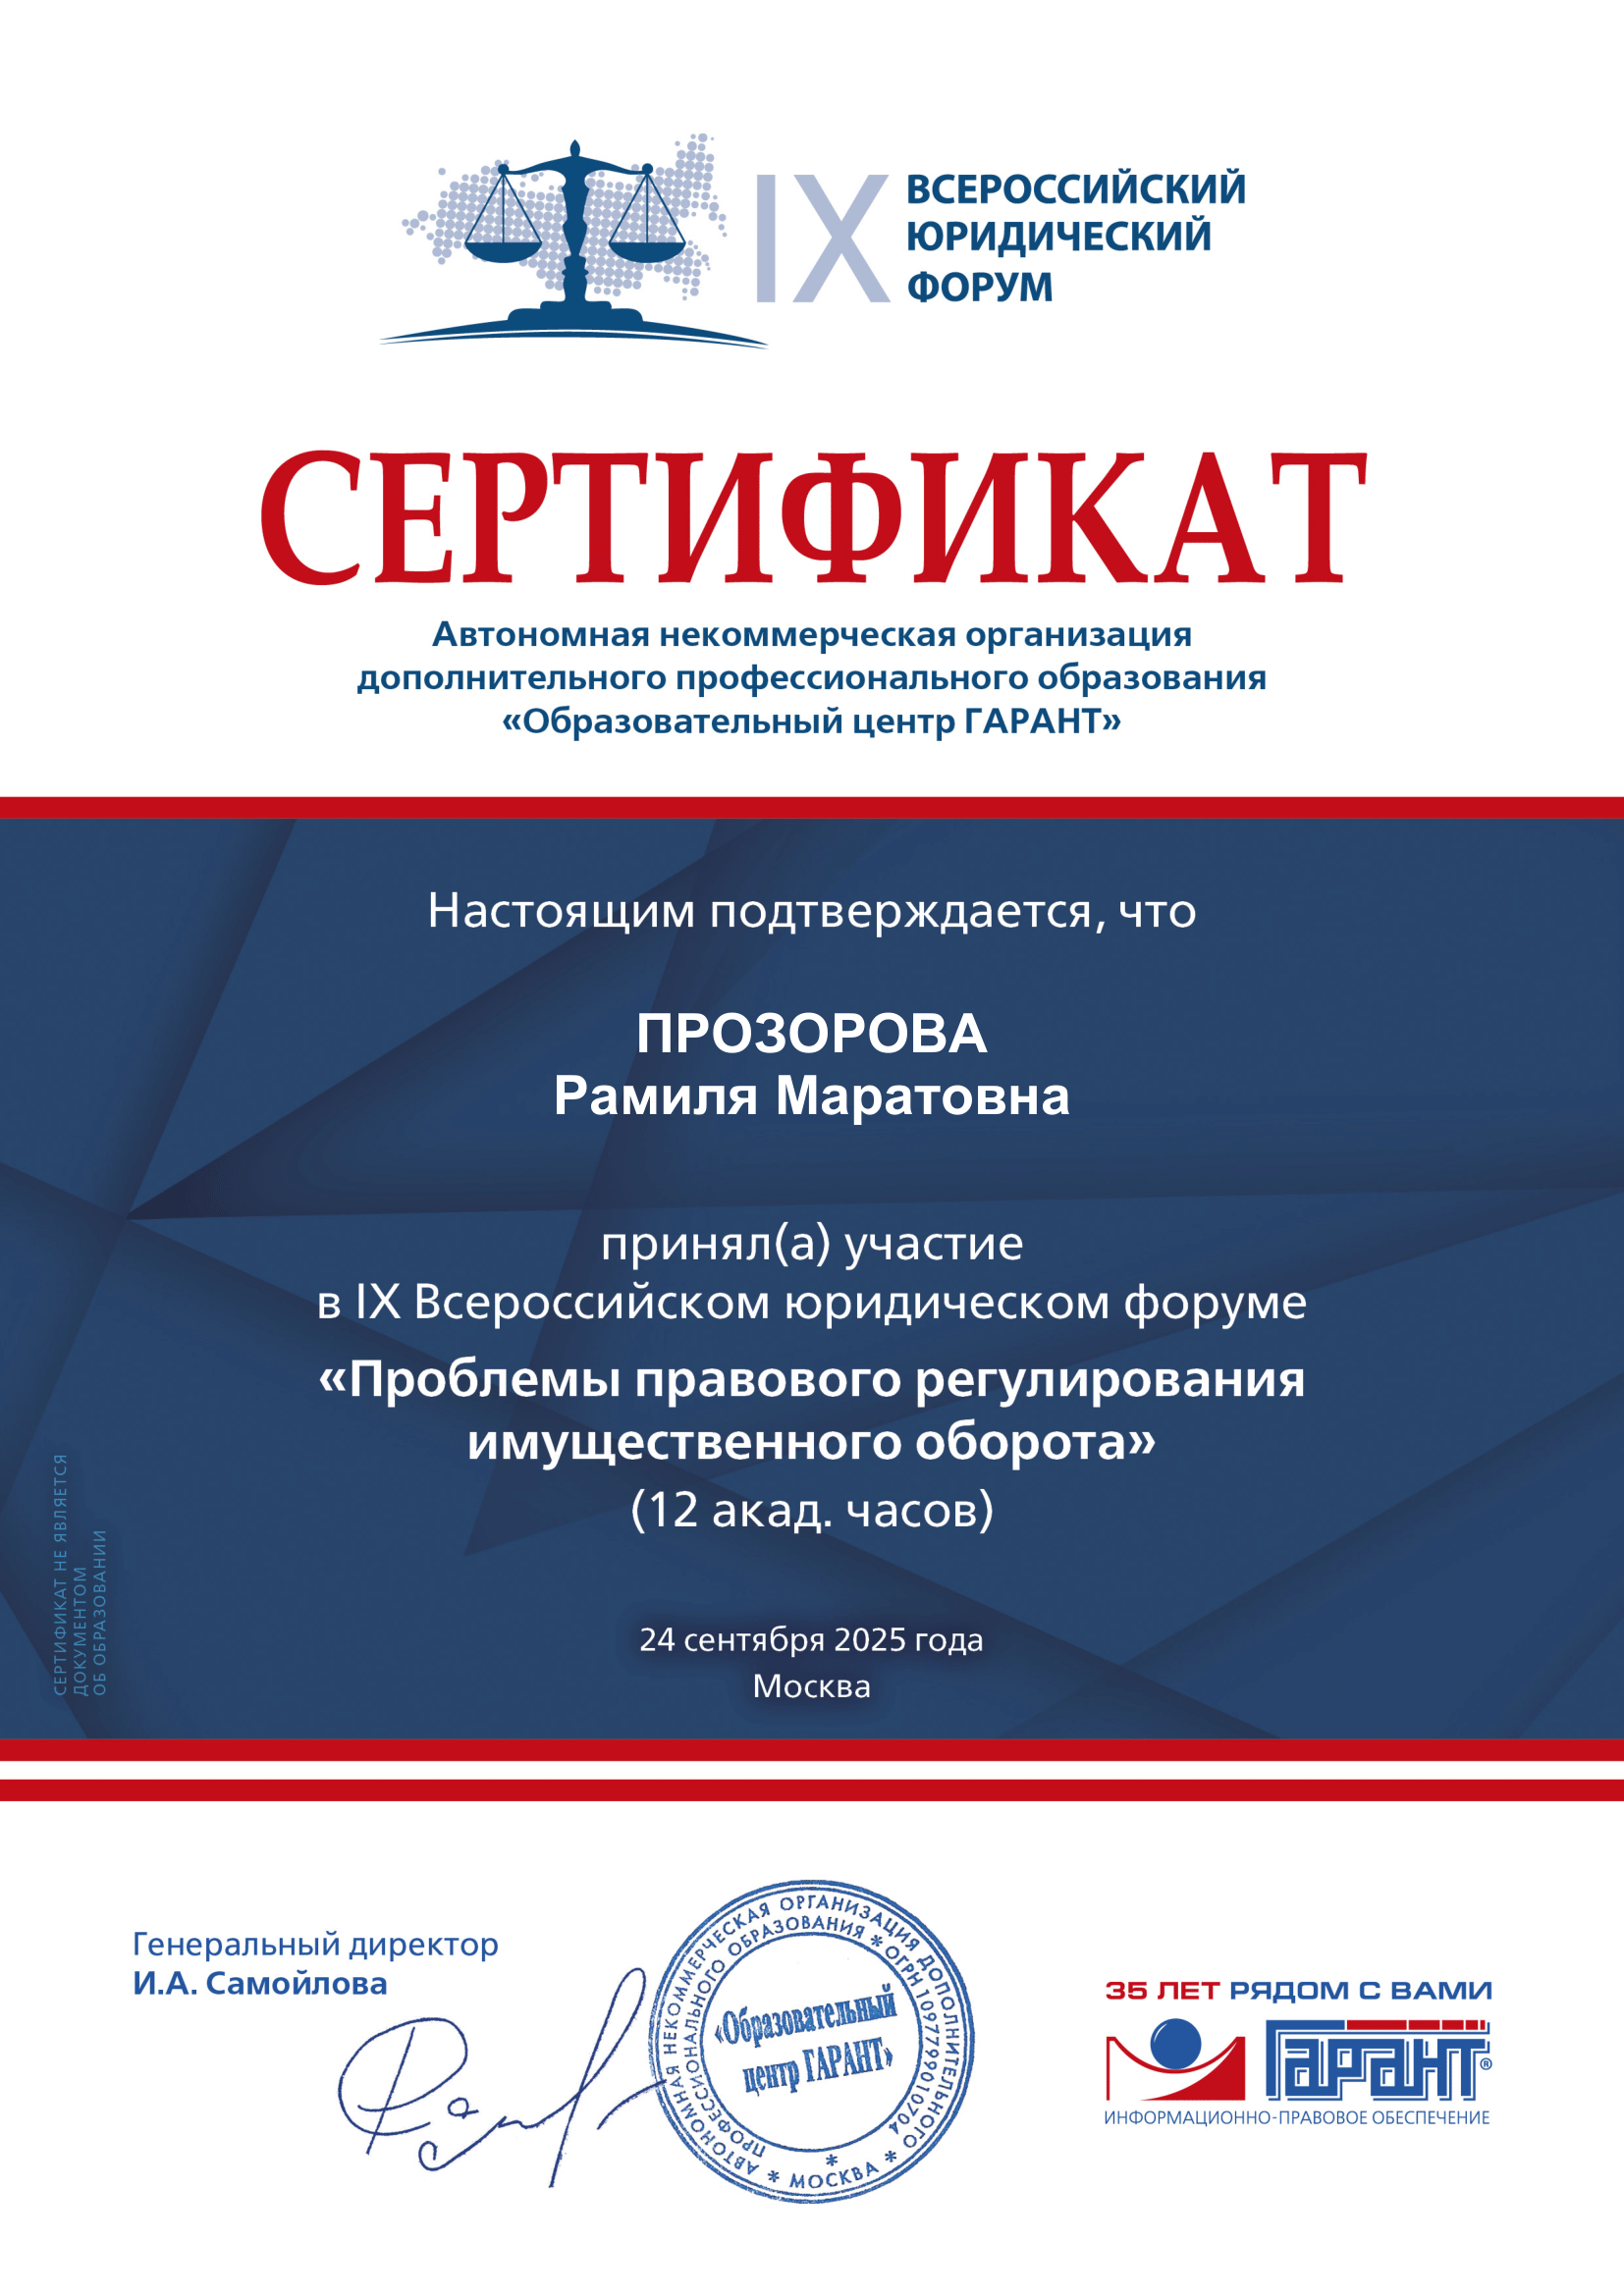 IX
ВСЕРОССИЙСКИЙ
ЮРИДИЧЕСКИЙ
ФОРУМ
СЕРТИФИКАТ
Автономная некоммерческая организация
дополнительного профессионального образования
«Образовательный центр ГАРАНТ»
Настоящим подтверждается, что
ПРОЗОРОВА
Рамиля Маратовна
принял(а) участие
в IX Всероссийском юридическом форуме
«Проблемы правового регулирования
имущественного оборота»
(12 акад. часов)
24 сентября 2025 года
Москва
СЕРТИФИКАТ НЕ ЯВЛЯЕТСЯ
ДОКУМЕНТОМ
ОБ ОБРАЗОВАНИИ
Генеральный директор
И.А. Самойлова
АВТОНОМНАЯ НЕКОММЕРЧЕСКАЯ ОРГАНИЗАЦИЯ ДОПОЛНИТЕЛЬНОГО * МОСКВА *
ПРОФЕССИОНАЛЬНОГО ОБРАЗОВАНИЯ * ОГРН 1097799010704 *
«Образовательный
центр ГАРАНТ»
35 ЛЕТ РЯДОМ С ВАМИ
ГАРАНТ®
ИНФОРМАЦИОННО-ПРАВОВОЕ ОБЕСПЕЧЕНИЕ